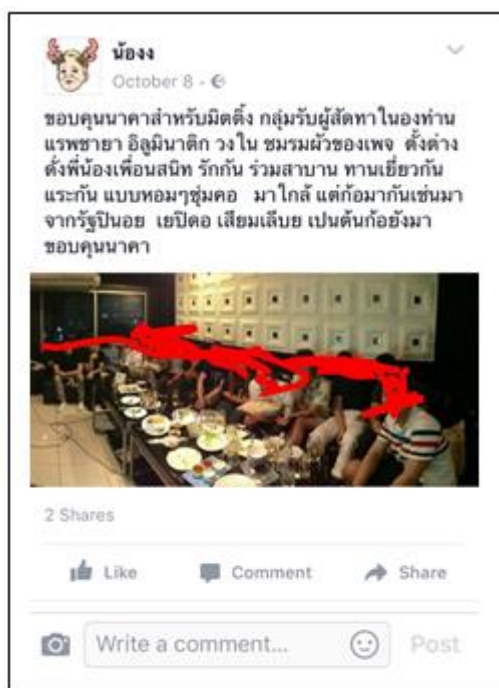 น้องง
October 8
ขอบคุนนาคาสำหรับมิตติ้ง กลุ่มรับผู้สัดทาในองท่าน
แรพชายา อิลูมินาติก วงใน ชมรมผัวของเพจ ตั้งต่าง
ดั่งพี่น้องเพื่อนสนิท รักกัน ร่วมสาบาน ทานเยี่ยวกัน
แระกัน แบบหอมๆชุ่มคอ มาใกล้ แต่ก้อมากันเช่นมา
จากรัฐปินอย เยปิดอ เสียมเลีบย เปนต้นก้อยังมา
ขอบคุนนาคา
2 Shares
Like Comment Share
Write a comment... Post